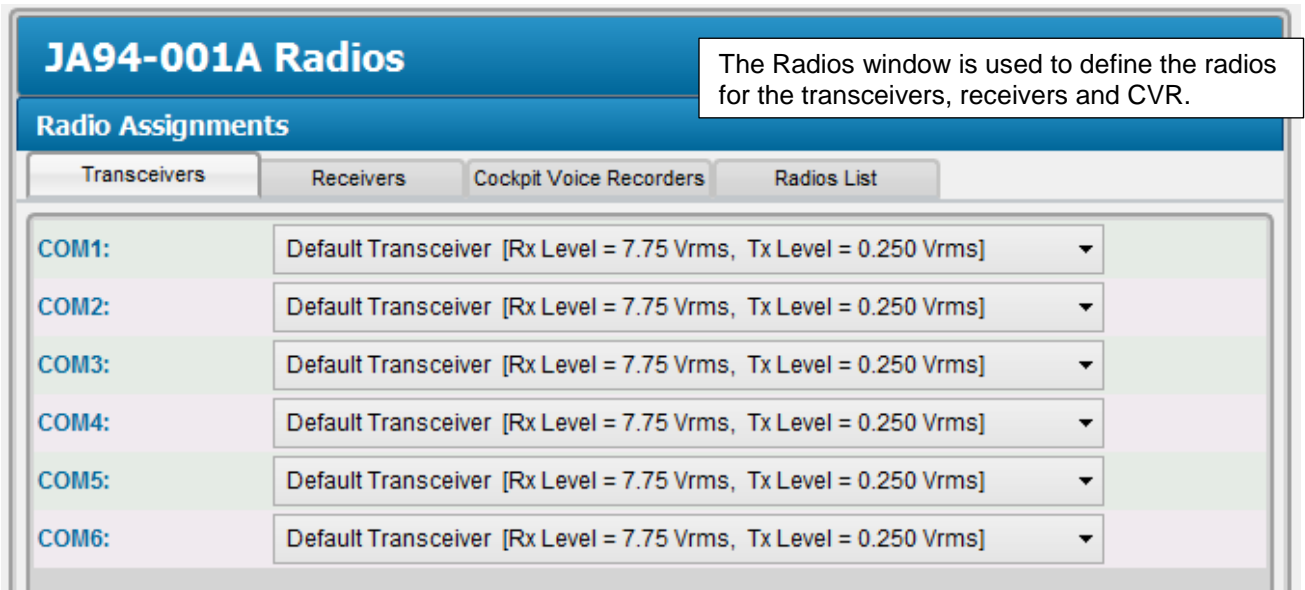 JA94-001A Radios
The Radios window is used to define the radios
for the transceivers, receivers and CVR.
Radio Assignments
Transceivers Receivers Cockpit Voice Recorders Radios List
COM1: Default Transceiver [Rx Level = 7.75 Vrms, Tx Level = 0.250 Vrms]
COM2: Default Transceiver [Rx Level = 7.75 Vrms, Tx Level = 0.250 Vrms]
COM3: Default Transceiver [Rx Level = 7.75 Vrms, Tx Level = 0.250 Vrms]
COM4: Default Transceiver [Rx Level = 7.75 Vrms, Tx Level = 0.250 Vrms]
COM5: Default Transceiver [Rx Level = 7.75 Vrms, Tx Level = 0.250 Vrms]
COM6: Default Transceiver [Rx Level = 7.75 Vrms, Tx Level = 0.250 Vrms]